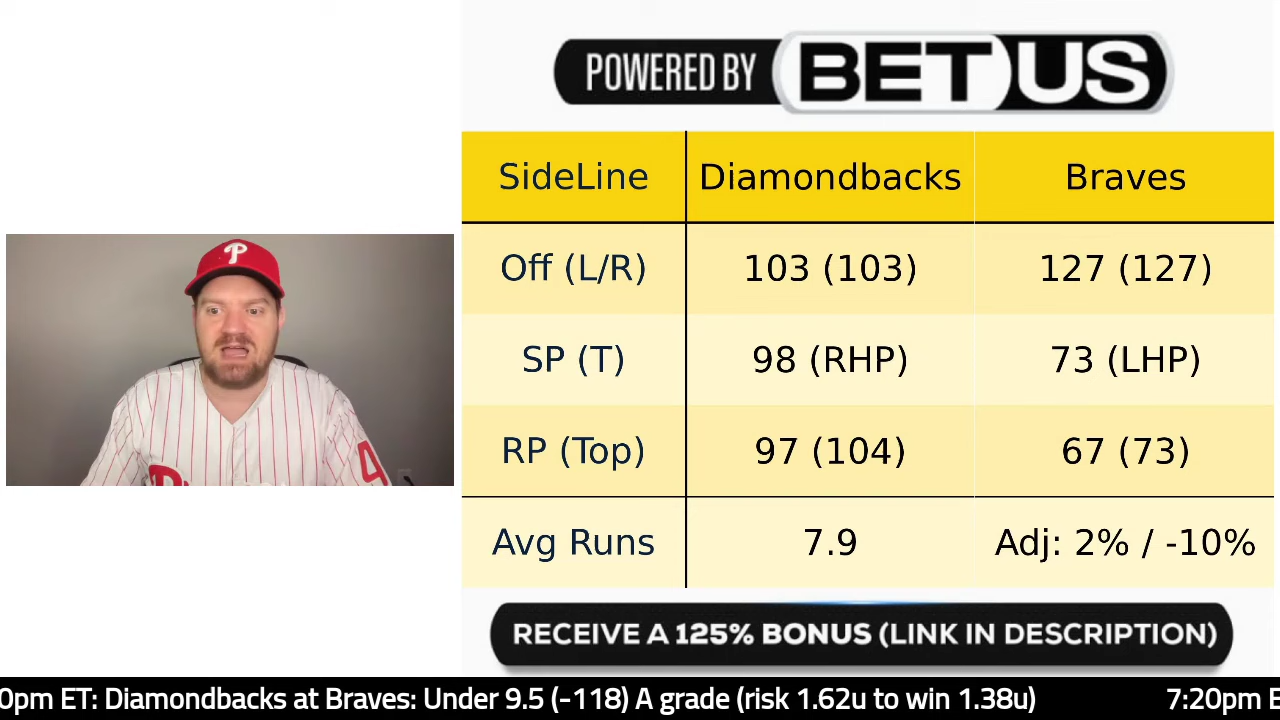 POWERED BY BETUS
SideLine Diamondbacks Braves
Off (L/R) 103 (103) 127 (127)
SP (T) 98 (RHP) 73 (LHP)
RP (Top) 97 (104) 67 (73)
Avg Runs 7.9 Adj: 2% / -10%
RECEIVE A 125% BONUS (LINK IN DESCRIPTION)
P
P
4
0pm ET: Diamondbacks at Braves: Under 9.5 (-118) A grade (risk 1.62u to win 1.38u) 7:20pm E